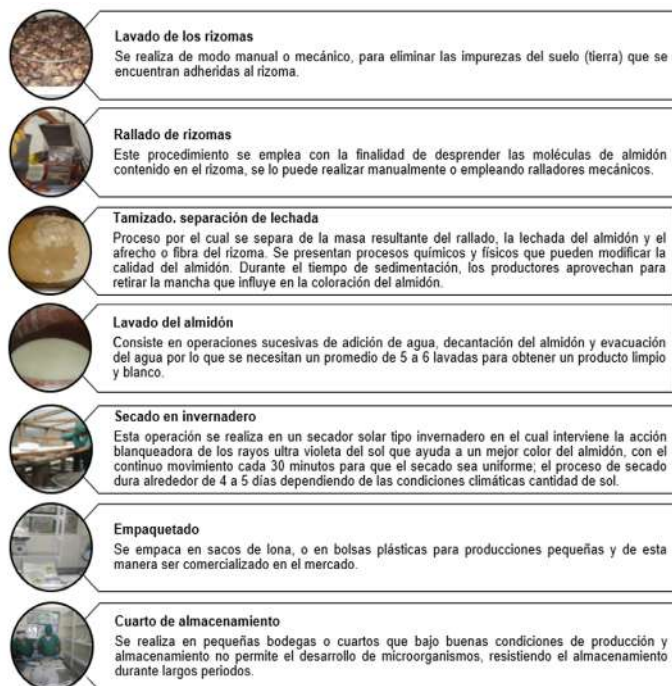 Lavado de los rizomas
Se realiza de modo manual o mecánico, para eliminar las impurezas del suelo (tierra) que se
encuentran adheridas al rizoma.
Rallado de rizomas
Este procedimiento se emplea con la finalidad de desprender las moléculas de almidón
contenido en el rizoma, se lo puede realizar manualmente o empleando ralladores mecánicos.
Tamizado. separación de lechada
Proceso por el cual se separa de la masa resultante del rallado, la lechada del almidón y el
afrecho o fibra del rizoma. Se presentan procesos químicos y físicos que pueden modificar la
calidad del almidón. Durante el tiempo de sedimentación, los productores aprovechan para
retirar la mancha que influye en la coloración del almidón.
Lavado del almidón
Consiste en operaciones sucesivas de adición de agua, decantación del almidón y evacuación
del agua por lo que se necesitan un promedio de 5 a 6 lavadas para obtener un producto limpio
y blanco.
Secado en invernadero
Esta operación se realiza en un secador solar tipo invernadero en el cual interviene la acción
blanqueadora de los rayos ultra violeta del sol que ayuda a un mejor color del almidón, con el
continuo movimiento cada 30 minutos para que el secado sea uniforme; el proceso de secado
dura alrededor de 4 a 5 días dependiendo de las condiciones climáticas cantidad de sol.
Empaquetado
Se empaca en sacos de lona, o en bolsas plásticas para producciones pequeñas y de esta
manera ser comercializado en el mercado.
Cuarto de almacenamiento
Se realiza en pequeñas bodegas o cuartos que bajo buenas condiciones de producción y
almacenamiento no permite el desarrollo de microorganismos, resistiendo el almacenamiento
durante largos periodos.